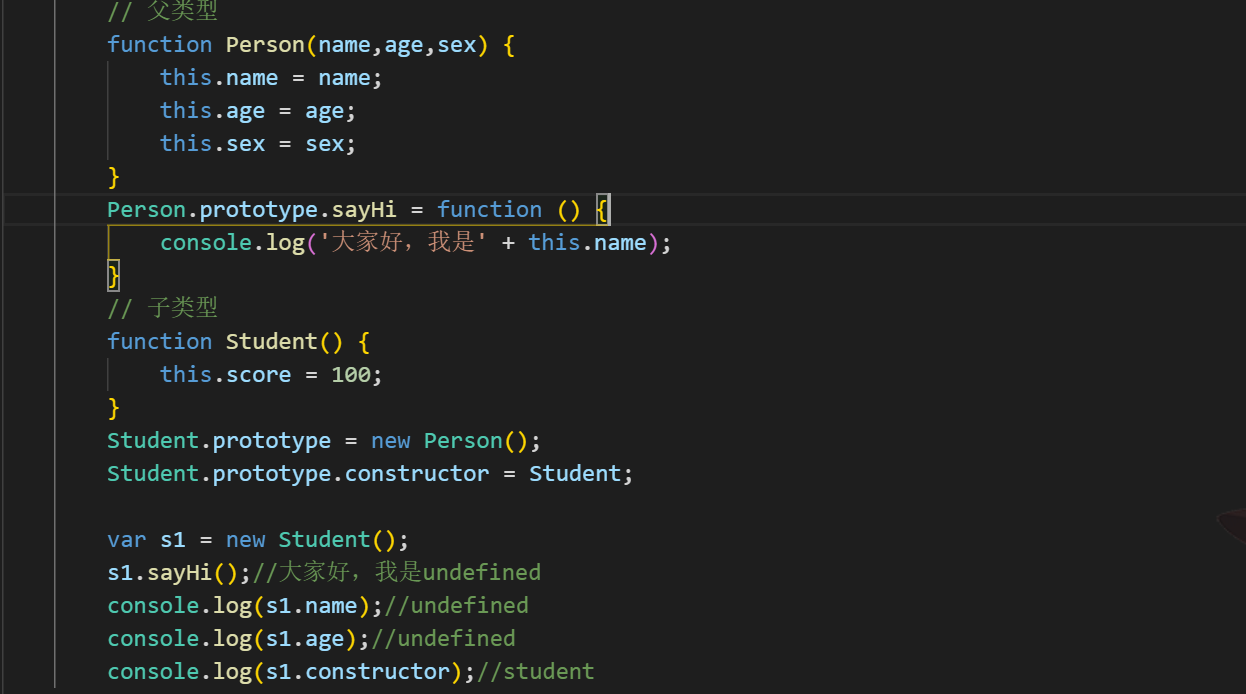 // 父类型
function Person(name,age,sex) {
this.name = name;
this.age = age;
this.sex = sex;
}
Person.prototype.sayHi = function () {
console.log('大家好，我是' + this.name);
}
// 子类型
function Student() {
this.score = 100;
}
Student.prototype = new Person();
Student.prototype.constructor = Student;
var s1 = new Student();
s1.sayHi();//大家好，我是undefined
console.log(s1.name);//undefined
console.log(s1.age);//undefined
console.log(s1.constructor);//student